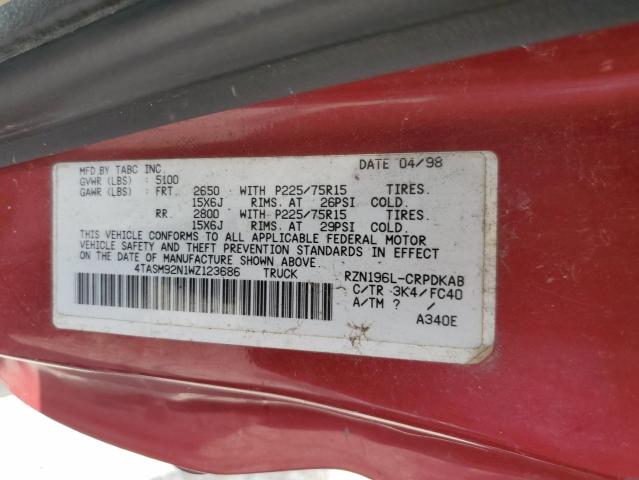 MFD BY TABC INC. DATE 04/98
GVWR (LBS) 5100
GAWR (LBS) FRT. 2650 WITH P225/75R15 TIRES.
15X6J RIMS. AT 26PSI COLD.
RR 2800 WITH P225/75R15 TIRES.
15X6J RIMS. AT 29PSI COLD.
THIS VEHICLE CONFORMS TO ALL APPLICABLE FEDERAL MOTOR
VEHICLE SAFETY AND THEFT PREVENTION STANDARDS IN EFFECT
ON THE DATE OF MANUFACTURE SHOWN ABOVE.
4TASM92N1WZ123686 TRUCK RZN196L-CRPDKAB
C/TR 3K4/FC40
A/TM ? /
A340E